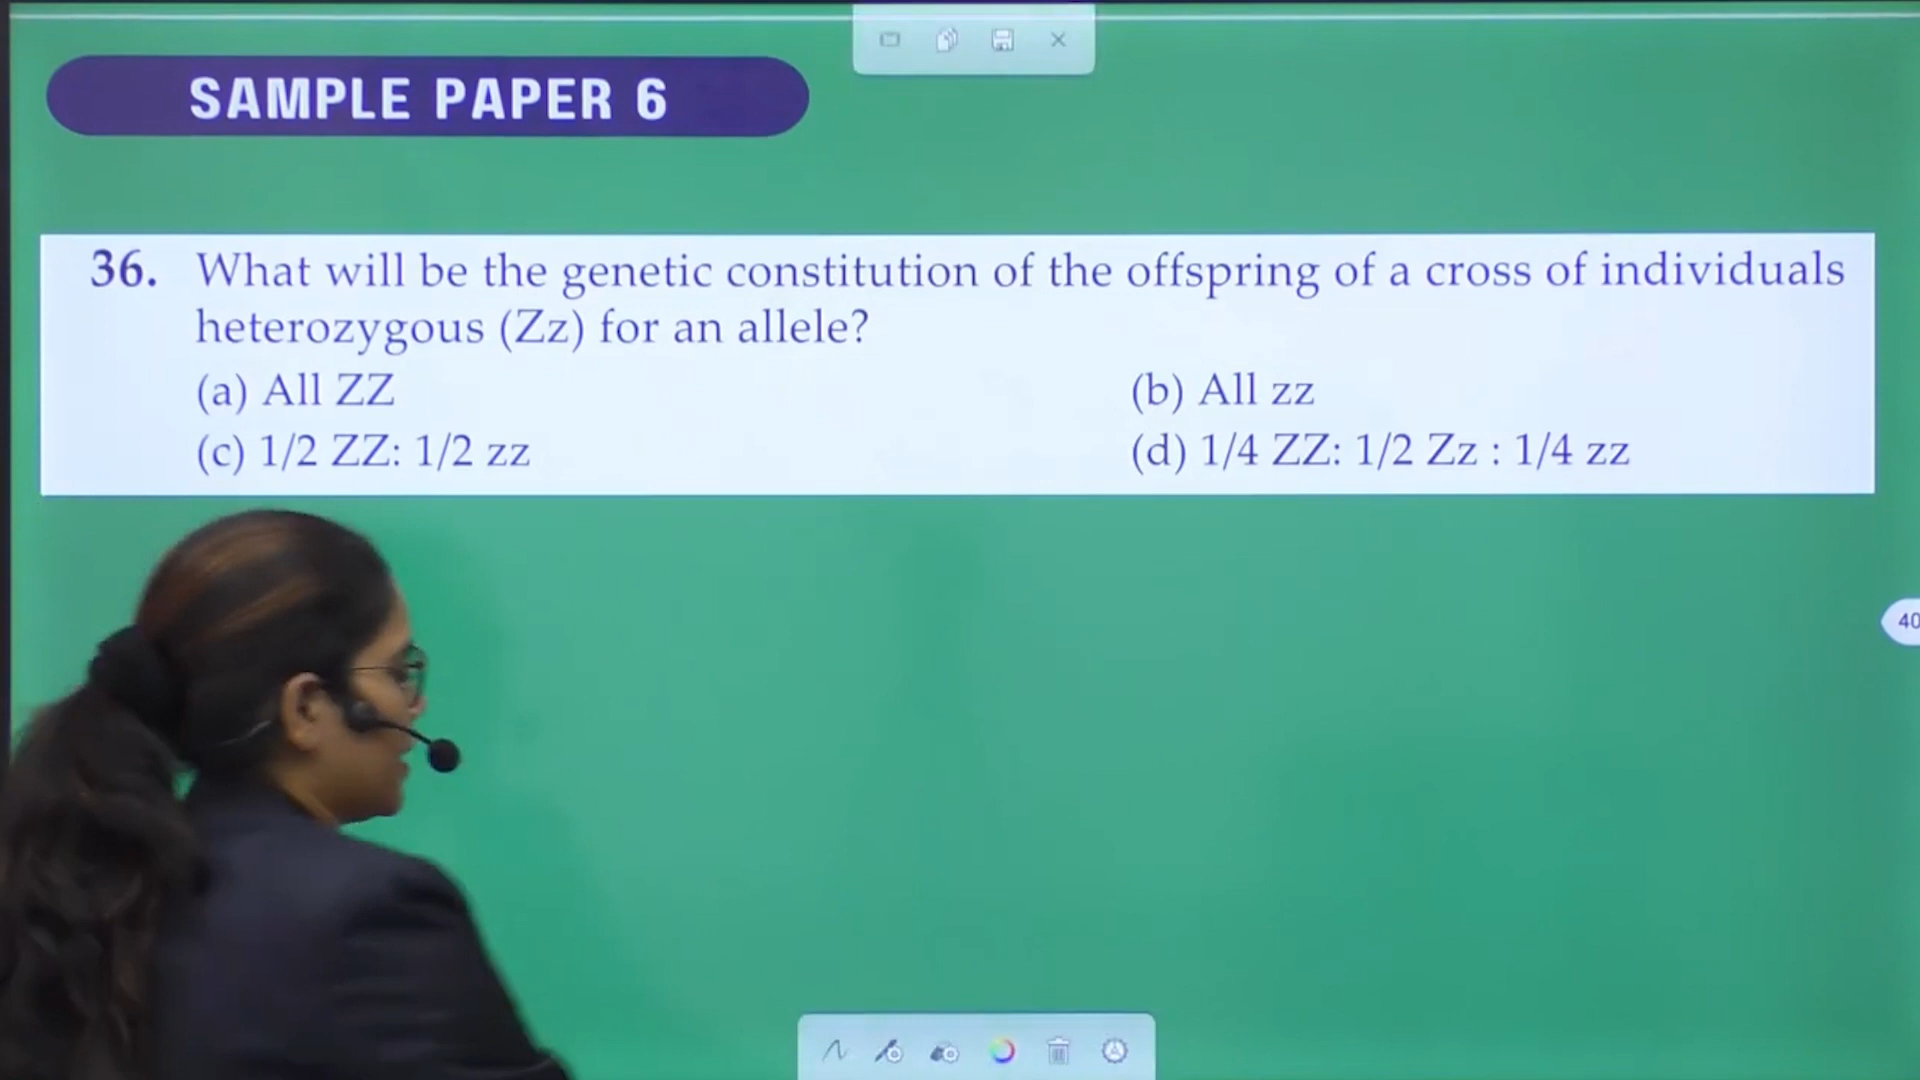 SAMPLE PAPER 6
36. What will be the genetic constitution of the offspring of a cross of individuals
heterozygous (Zz) for an allele?
(a) All ZZ (b) All zz
(c) 1/2 ZZ: 1/2 zz (d) 1/4 ZZ: 1/2 Zz : 1/4 zz
40